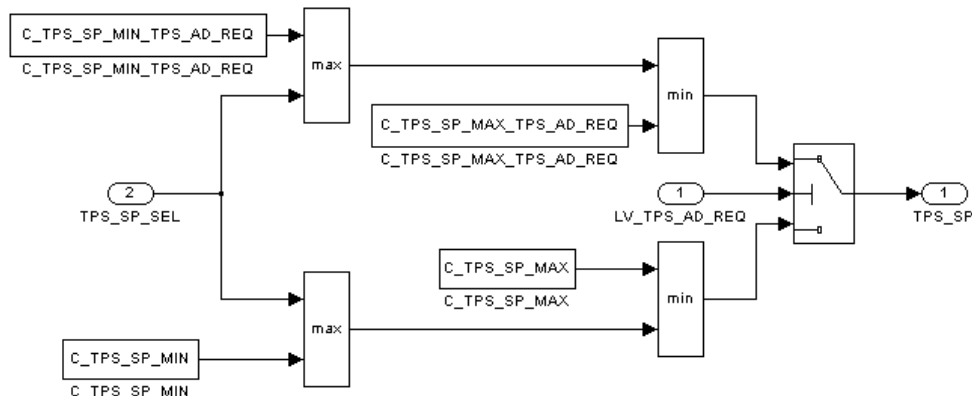 C_TPS_SP_MIN_TPS_AD_REQ
C_TPS_SP_MIN_TPS_AD_REQ
max
min
C_TPS_SP_MAX_TPS_AD_REQ
C_TPS_SP_MAX_TPS_AD_REQ
2
TPS_SP_SEL
1
LV_TPS_AD_REQ
1
TPS_SP
C_TPS_SP_MAX
C_TPS_SP_MAX
min
max
C_TPS_SP_MIN
C_TPS_SP_MIN